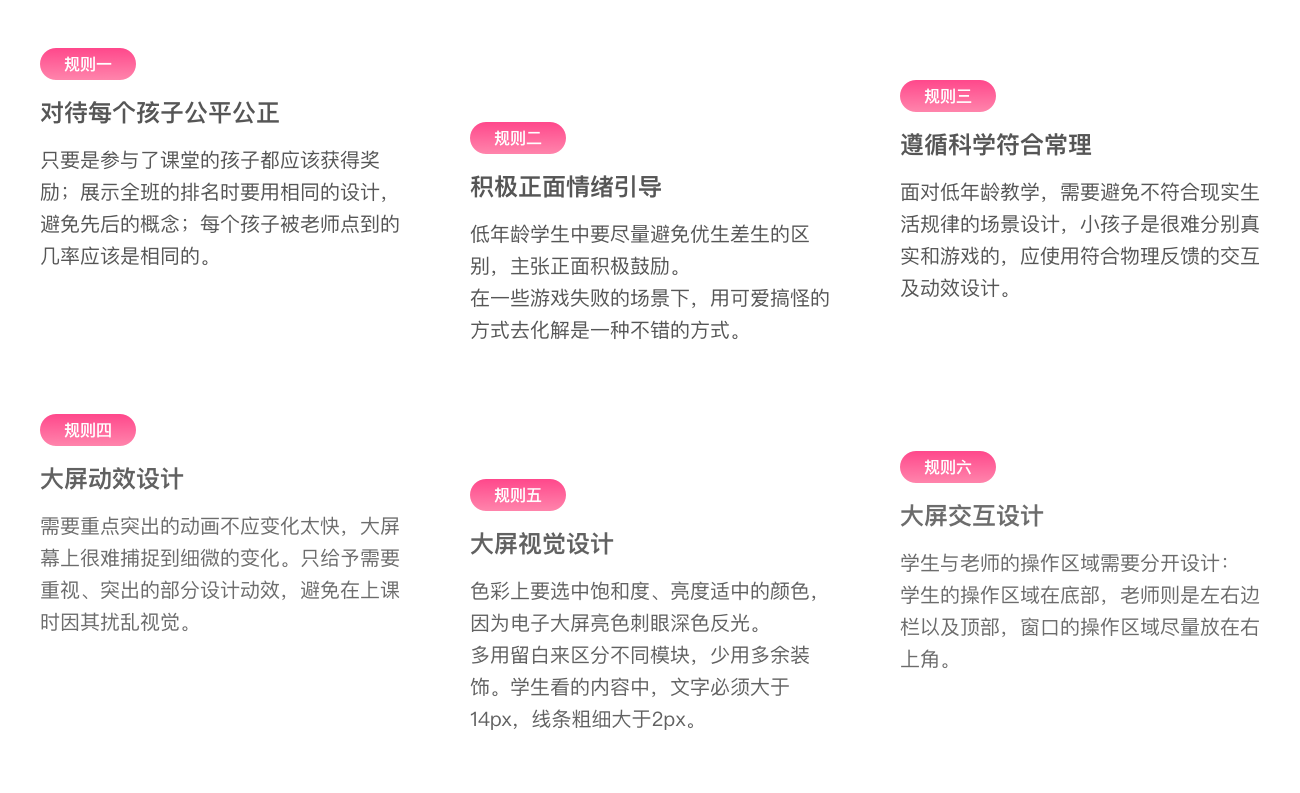 规则一
对待每个孩子公平公正
只要是参与了课堂的孩子都应该获得奖
励；展示全班的排名时要用相同的设计，
避免先后的概念；每个孩子被老师点到的
几率应该是相同的。
规则二
积极正面情绪引导
低年龄学生中要尽量避免优生差生的区
别，主张正面积极鼓励。
在一些游戏失败的场景下，用可爱搞怪的
方式去化解是一种不错的方式。
规则三
遵循科学符合常理
面对低年龄教学，需要避免不符合现实生
活规律的场景设计，小孩子是很难分别真
实和游戏的，应使用符合物理反馈的交互
及动效设计。
规则四
大屏动效设计
需要重点突出的动画不应变化太快，大屏
幕上很难捕捉到细微的变化。只给予需要
重视、突出的部分设计动效，避免在上课
时因其扰乱视觉。
规则五
大屏视觉设计
色彩上要选中饱和度、亮度适中的颜色，
因为电子大屏亮色刺眼深色反光。
多用留白来区分不同模块，少用多余装
饰。学生看的内容中，文字必须大于
14px，线条粗细大于2px。
规则六
大屏交互设计
学生与老师的操作区域需要分开设计：
学生的操作区域在底部，老师则是左右边
栏以及顶部，窗口的操作区域尽量放在右
上角。